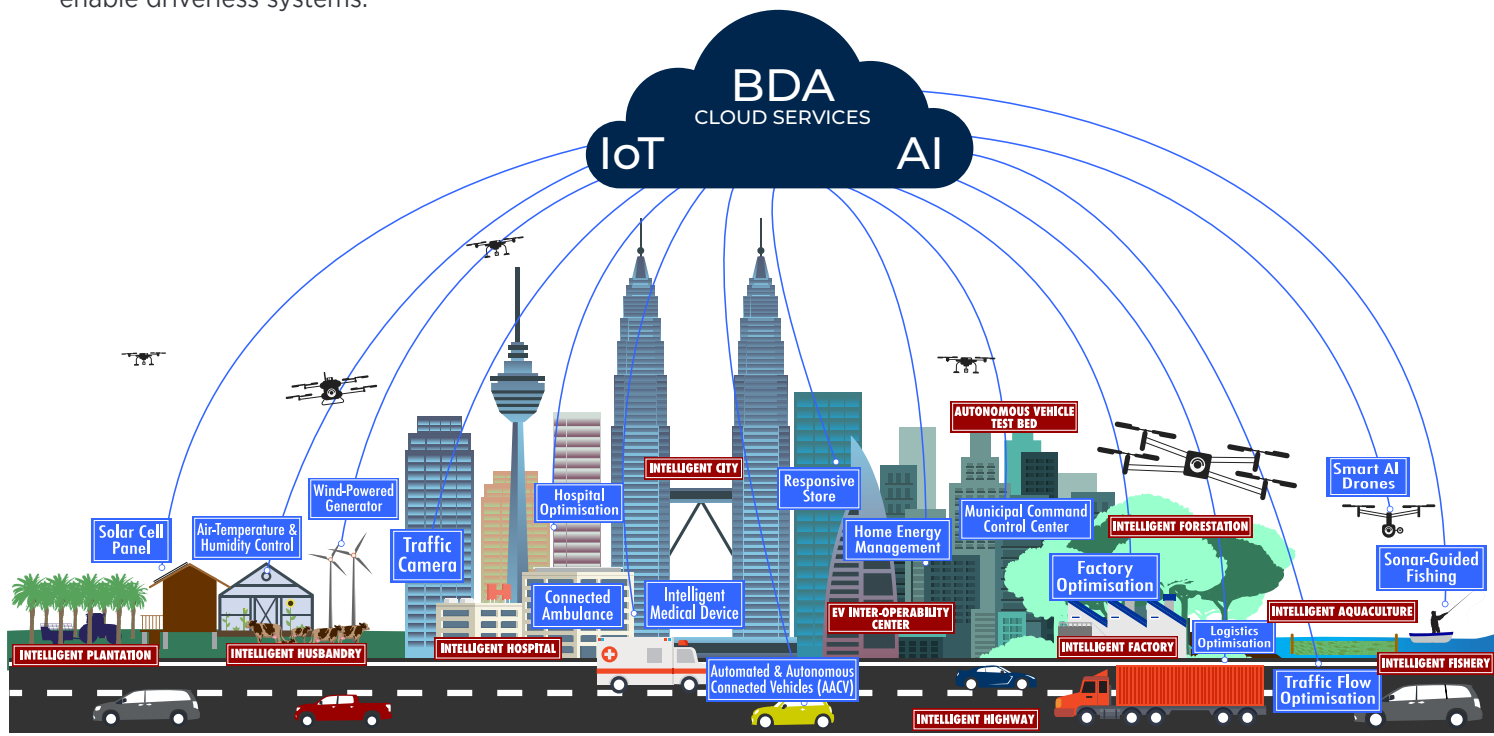 enable driverless systems.
BDA
CLOUD SERVICES
IoT
AI
AUTONOMOUS VEHICLE
TEST BED
INTELLIGENT CITY
Smart AI
Drones
Responsive
Store
Wind-Powered
Generator
Hospital
Optimisation
Municipal Command
Control Center
INTELLIGENT FORESTATION
Solar Cell
Panel
Air-Temperature &
Humidity Control
Traffic
Camera
Home Energy
Management
Sonar-Guided
Fishing
Factory
Optimisation
Connected
Ambulance
Intelligent
Medical Device
EV INTER-OPERABILITY
CENTER
INTELLIGENT AQUACULTURE
H
Logistics
Optimisation
INTELLIGENT PLANTATION
INTELLIGENT HUSBANDRY
INTELLIGENT HOSPITAL
INTELLIGENT FACTORY
INTELLIGENT FISHERY
Automated & Autonomous
Connected Vehicles (AACV)
Traffic Flow
Optimisation
INTELLIGENT HIGHWAY